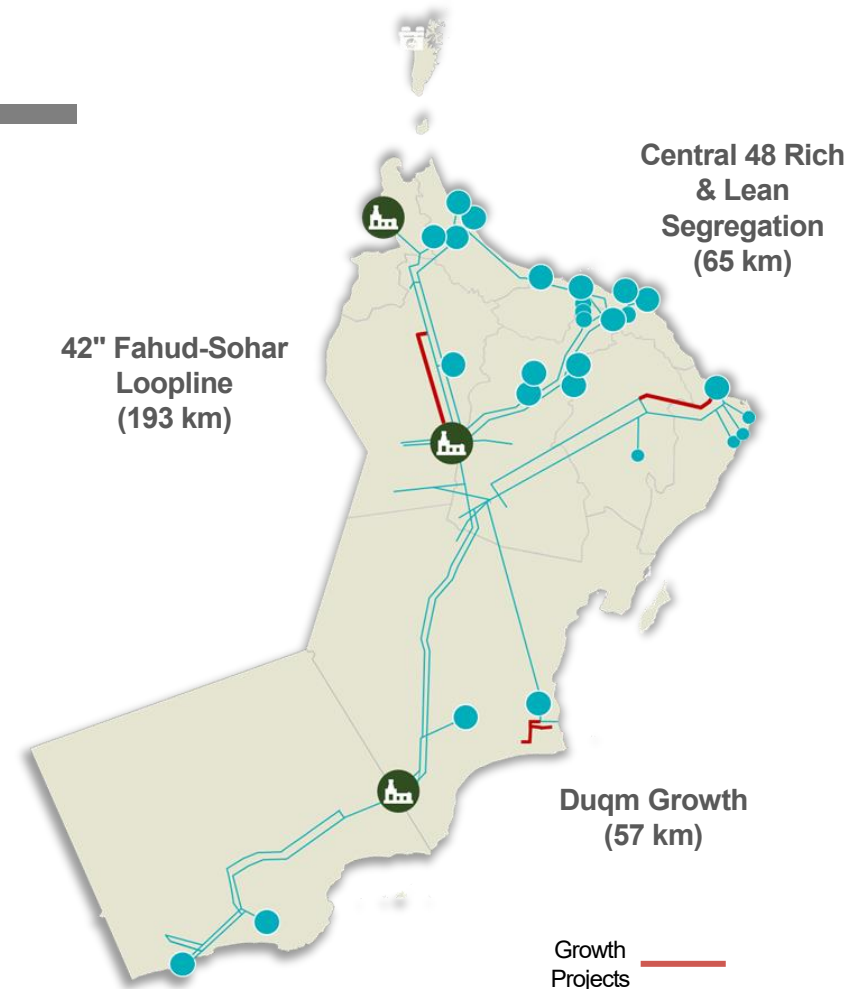 Central 48 Rich
& Lean
Segregation
(65 km)
42" Fahud-Sohar
Loopline
(193 km)
Duqm Growth
(57 km)
Growth
Projects